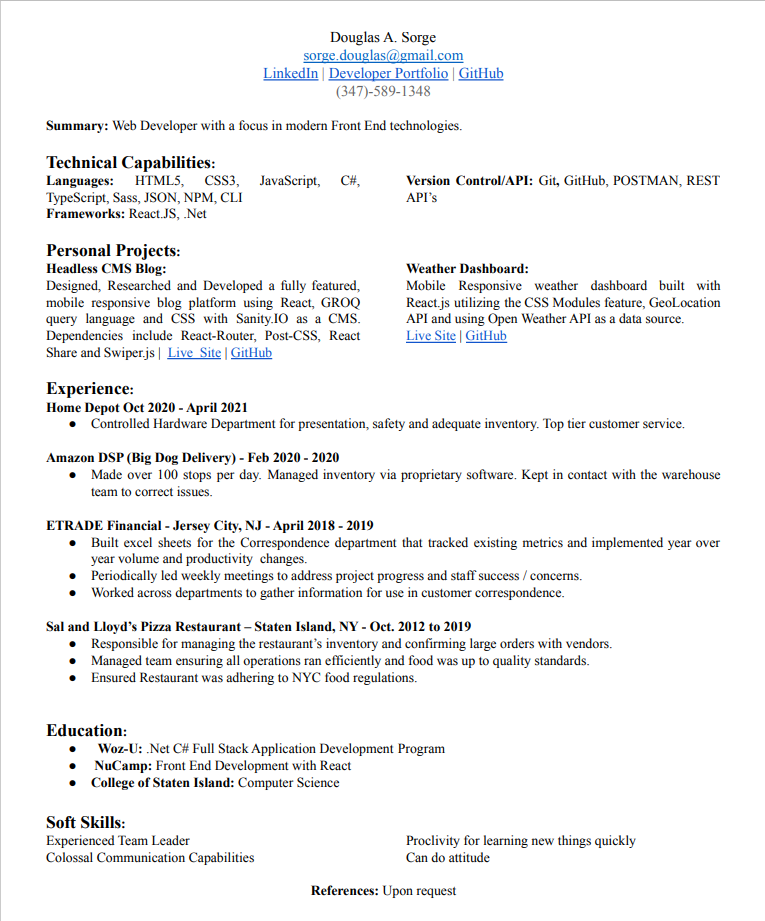 Douglas A. Sorge
sorge.douglas@gmail.com
LinkedIn | Developer Portfolio | GitHub
(347)-589-1348
Summary: Web Developer with a focus in modern Front End technologies.
Technical Capabilities:
Languages: HTML5, CSS3, JavaScript, C#,
TypeScript, Sass, JSON, NPM, CLI
Frameworks: React.JS, .Net
Version Control/API: Git, GitHub, POSTMAN, REST
API's
Personal Projects:
Headless CMS Blog:
Designed, Researched and Developed a fully featured,
mobile responsive blog platform using React, GROQ
query language and CSS with Sanity.IO as a CMS.
Dependencies include React-Router, Post-CSS, React
Share and Swiper.js | Live Site | GitHub
Weather Dashboard:
Mobile Responsive weather dashboard built with
React.js utilizing the CSS Modules feature, GeoLocation
API and using Open Weather API as a data source.
Live Site | GitHub
Experience:
Home Depot Oct 2020 - April 2021
● Controlled Hardware Department for presentation, safety and adequate inventory. Top tier customer service.
Amazon DSP (Big Dog Delivery) - Feb 2020 - 2020
● Made over 100 stops per day. Managed inventory via proprietary software. Kept in contact with the warehouse
team to correct issues.
ETRADE Financial - Jersey City, NJ - April 2018 - 2019
● Built excel sheets for the Correspondence department that tracked existing metrics and implemented year over
year volume and productivity changes.
● Periodically led weekly meetings to address project progress and staff success / concerns.
● Worked across departments to gather information for use in customer correspondence.
Sal and Lloyd's Pizza Restaurant – Staten Island, NY - Oct. 2012 to 2019
● Responsible for managing the restaurant's inventory and confirming large orders with vendors.
● Managed team ensuring all operations ran efficiently and food was up to quality standards.
● Ensured Restaurant was adhering to NYC food regulations.
Education:
● Woz-U: .Net C# Full Stack Application Development Program
● NuCamp: Front End Development with React
● College of Staten Island: Computer Science
Soft Skills:
Experienced Team Leader
Colossal Communication Capabilities
Proclivity for learning new things quickly
Can do attitude
References: Upon request